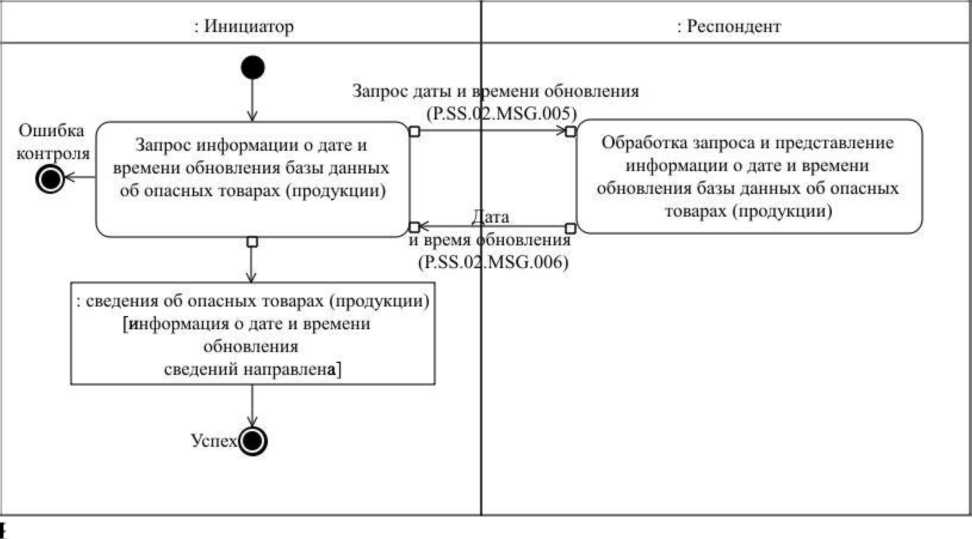 : Инициатор
: Респондент
Запрос даты и времени обновления
(P.SS.02.MSG.005)
Ошибка
контроля
Запрос информации о дате и
времени обновления базы данных
об опасных товарах (продукции)
Обработка запроса и представление
информации о дате и времени
обновления базы данных об опасных
товарах (продукции)
Дата
и время обновления
(P.SS.02.MSG.006)
: сведения об опасных товарах (продукции)
[информация о дате и времени
обновления
сведений направлена]
Успех